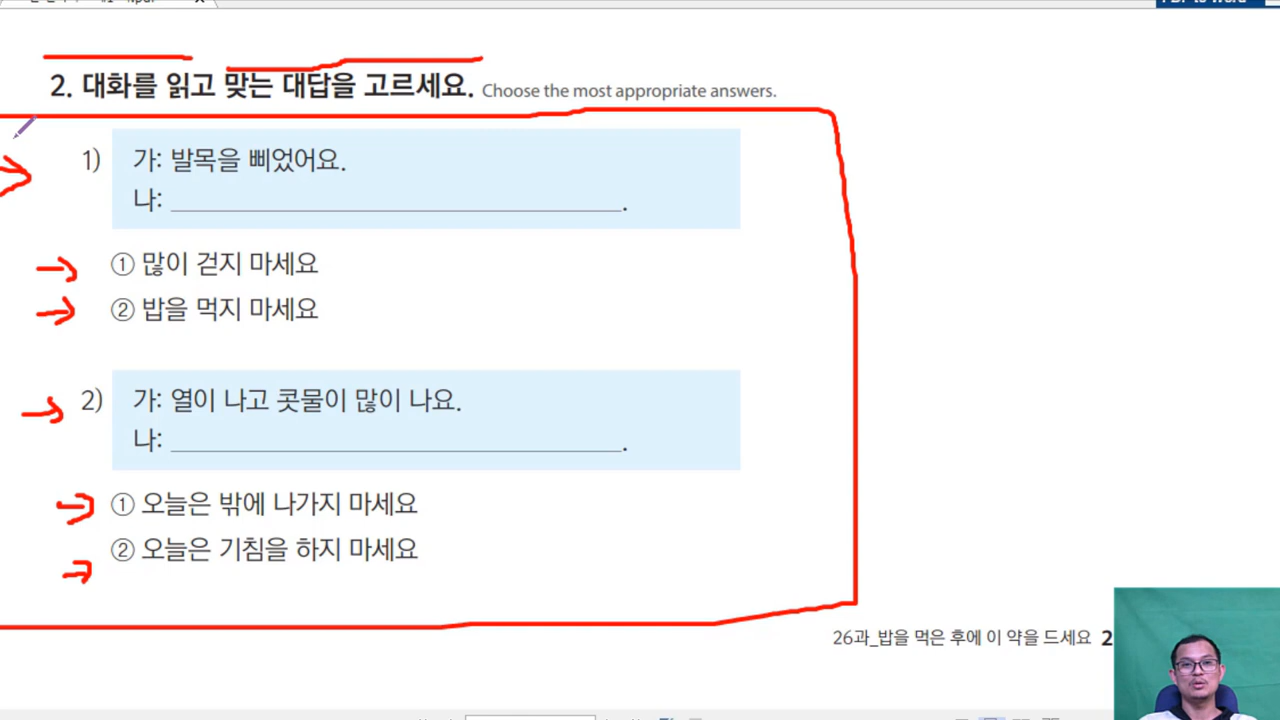 2. 대화를 읽고 맞는 대답을 고르세요. Choose the most appropriate answers.
1) 가: 발목을 삐었어요.
나: ______________________________.
① 많이 걷지 마세요
② 밥을 먹지 마세요
2) 가: 열이 나고 콧물이 많이 나요.
나: ______________________________.
① 오늘은 밖에 나가지 마세요
② 오늘은 기침을 하지 마세요
26과_밥을 먹은 후에 이 약을 드세요 2